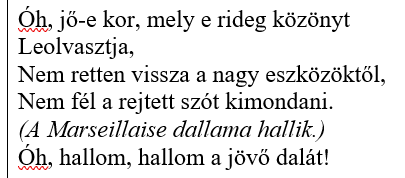 Óh, jő-e kor, mely e rideg közönyt
Leolvasztja,
Nem retten vissza a nagy eszközöktől,
Nem fél a rejtett szót kimondani.
(A Marseillaise dallama hallik.)
Óh, hallom, hallom a jövő dalát!